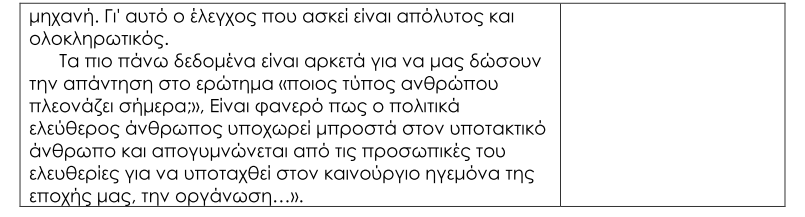 μηχανή. Γι' αυτό ο έλεγχος που ασκεί είναι απόλυτος και
ολοκληρωτικός.
Τα πιο πάνω δεδομένα είναι αρκετά για να μας δώσουν
την απάντηση στο ερώτημα «ποιος τύπος ανθρώπου
πλεονάζει σήμερα;», Είναι φανερό πως ο πολιτικά
ελεύθερος άνθρωπος υποχωρεί μπροστά στον υποτακτικό
άνθρωπο και απογυμνώνεται από τις προσωπικές του
ελευθερίες για να υποταχθεί στον καινούργιο ηγεμόνα της
εποχής μας, την οργάνωση...».